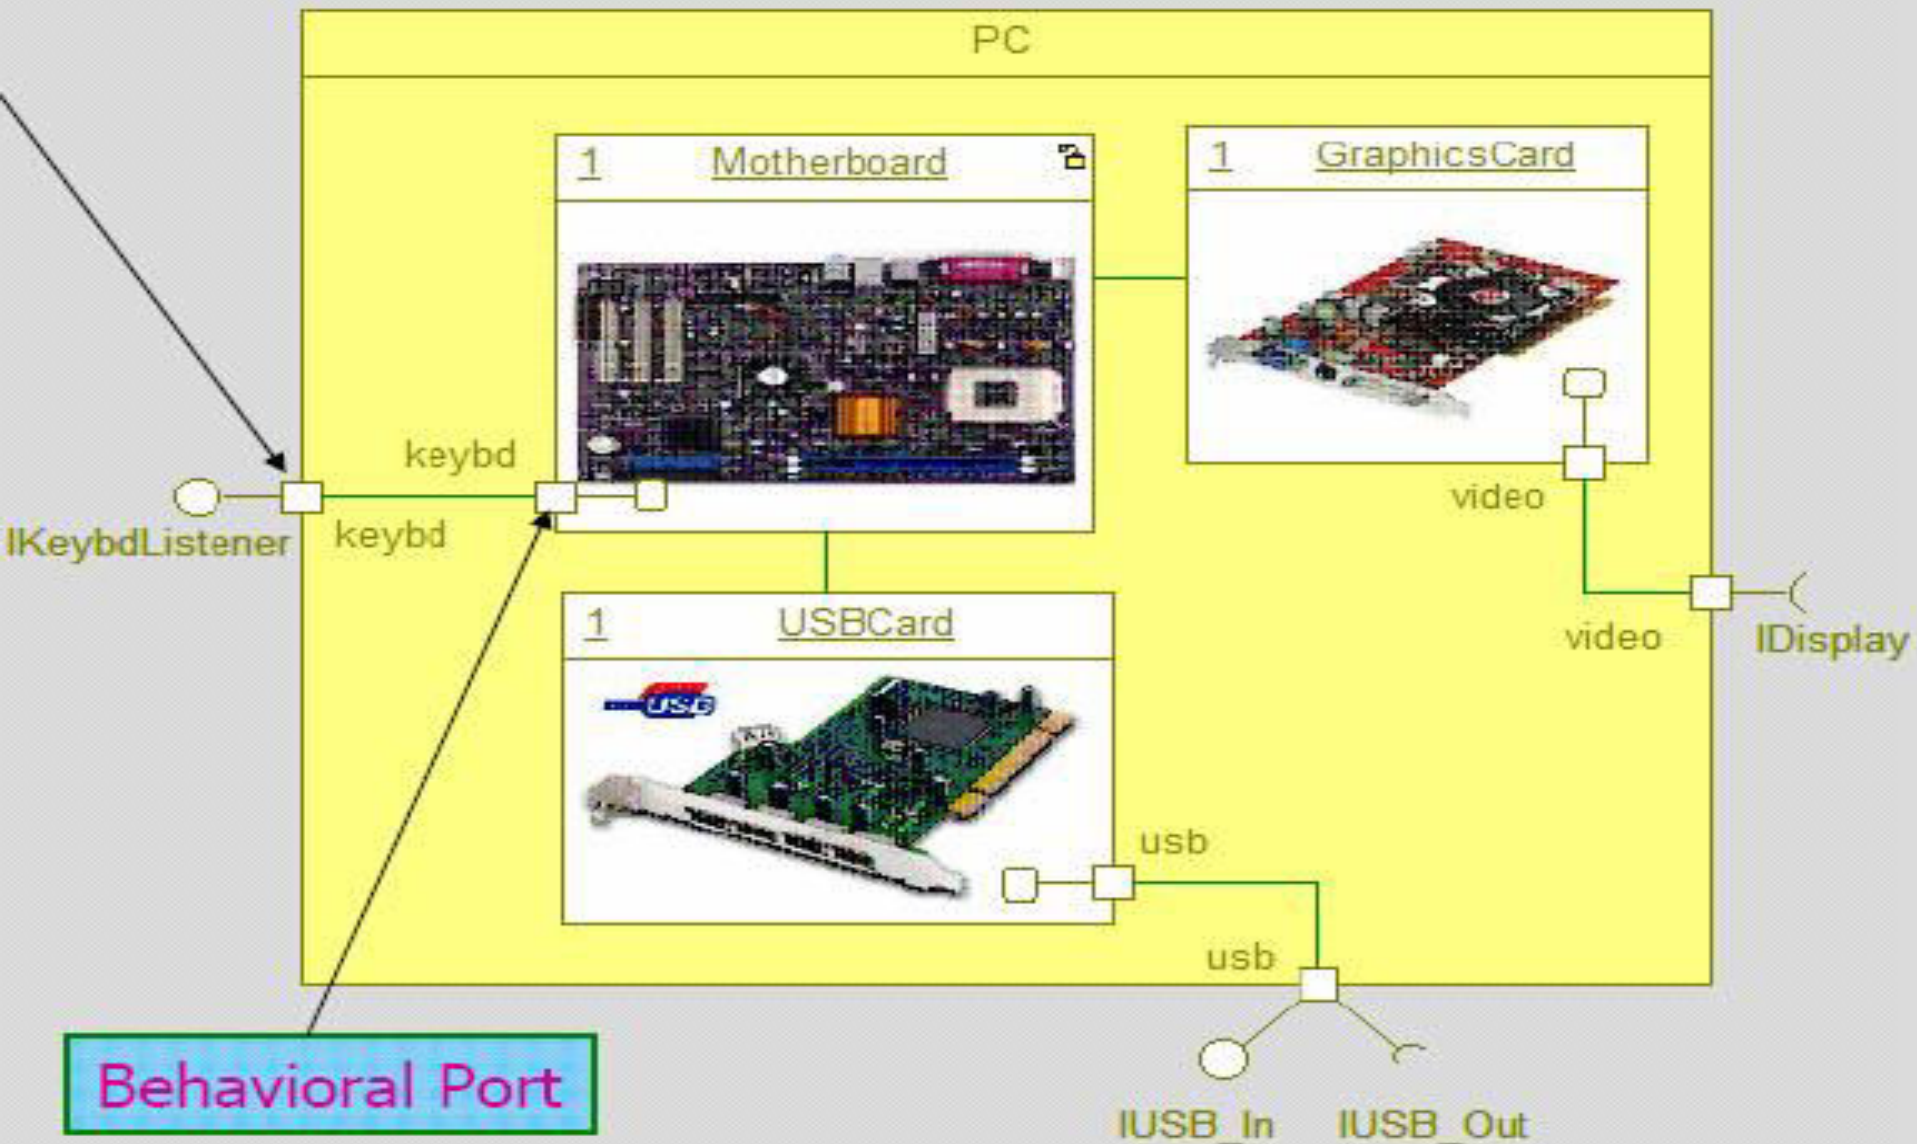 PC
1 Motherboard
1 GraphicsCard
keybd
keybd
IKeybdListener
video
video
IDisplay
1 USBCard
USB
usb
usb
Behavioral Port
IUSB_In
IUSB_Out